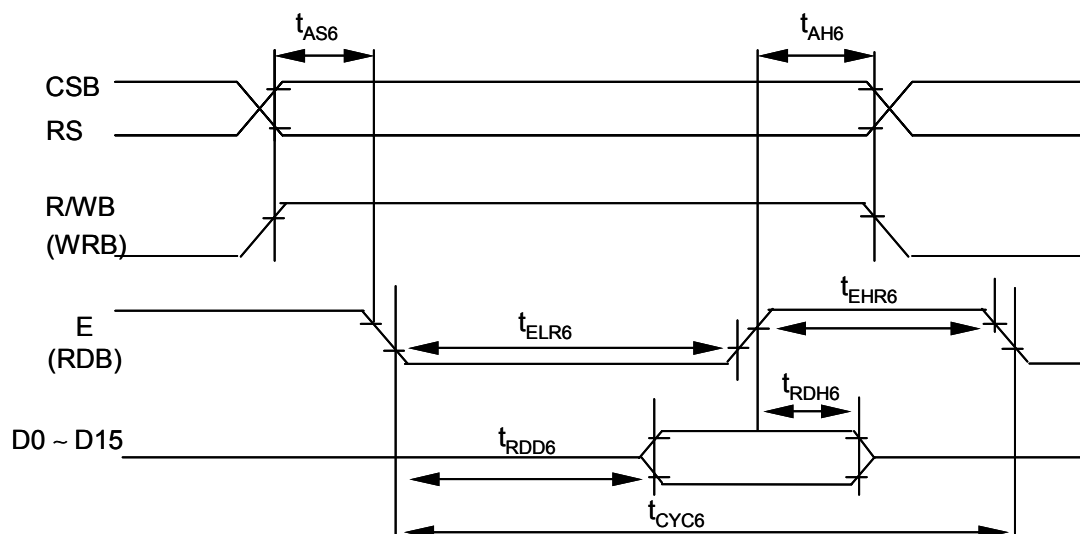 tAS6
tAH6
CSB
RS
R/WB
(WRB)
E
(RDB)
tELR6
tEHR6
tRDH6
D0 ~ D15
tRDD6
tCYC6